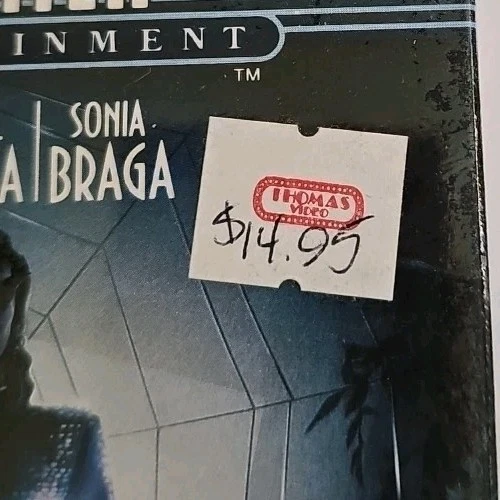 INMENT
TM
A SONIA
BRAGA
THOMAS
VIDEO
$14.95